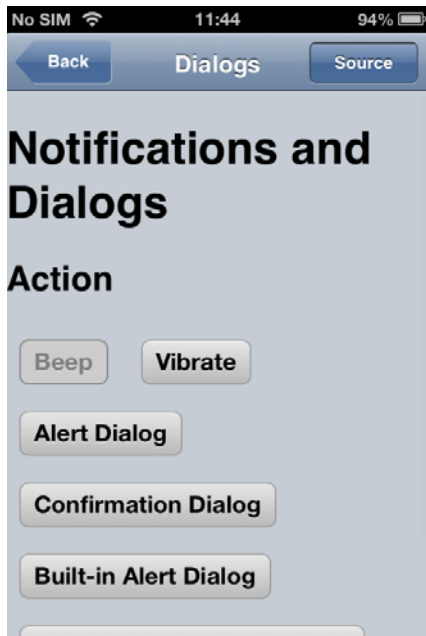 No SIM 11:44 94%
Back Dialogs Source
Notifications and
Dialogs
Action
Beep Vibrate
Alert Dialog
Confirmation Dialog
Built-in Alert Dialog